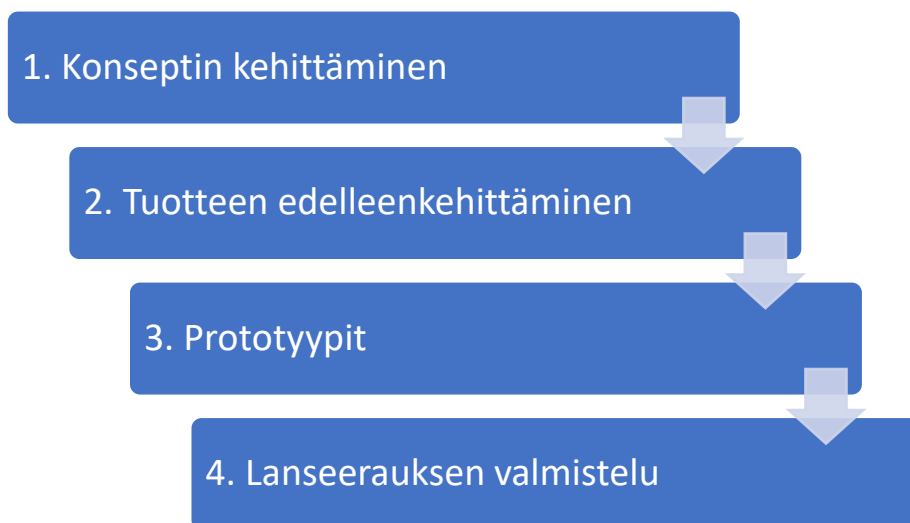 1. Konseptin kehittäminen
2. Tuotteen edelleenkehittäminen
3. Prototyypit
4. Lanseerauksen valmistelu